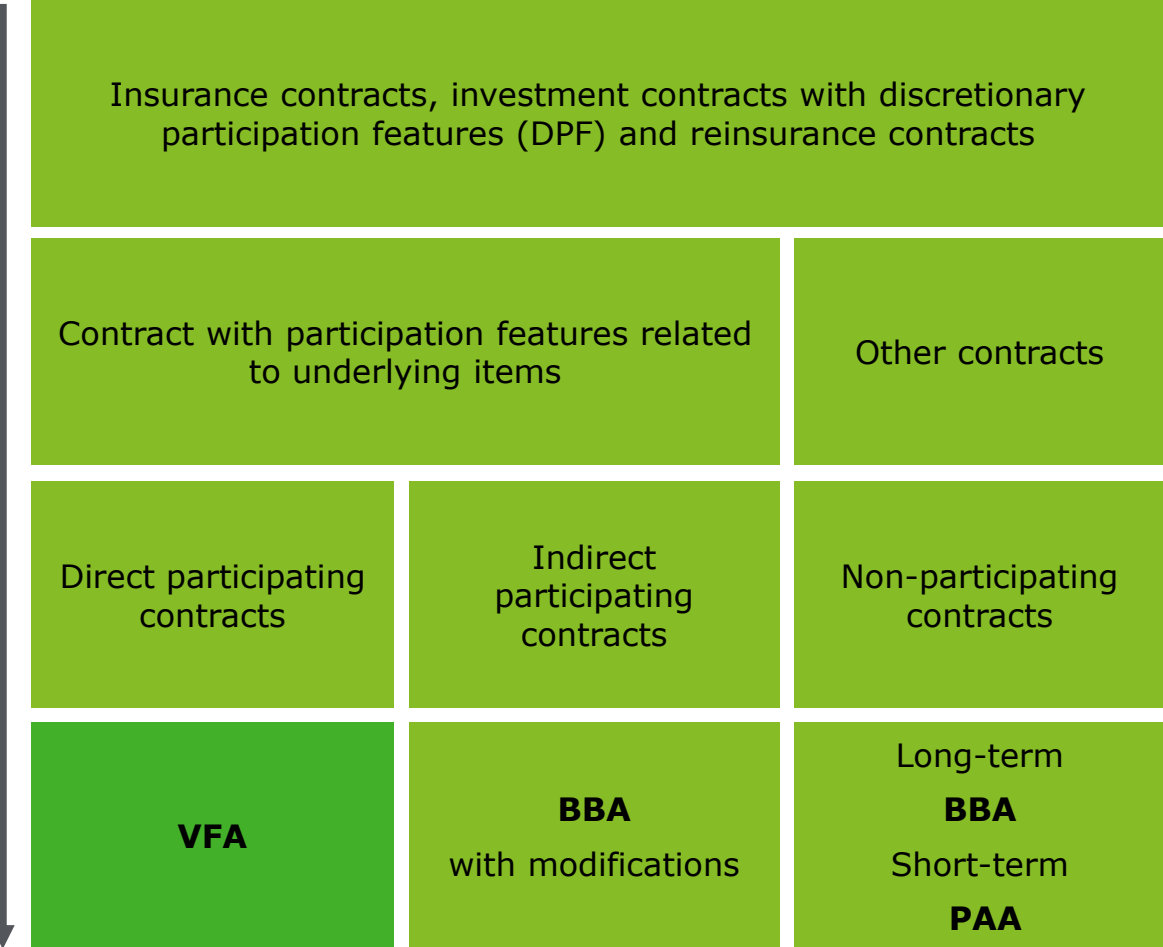 Insurance contracts, investment contracts with discretionary
participation features (DPF) and reinsurance contracts
Contract with participation features related
to underlying items
Other contracts
Direct participating
contracts
Indirect
participating
contracts
Non-participating
contracts
VFA
BBA
with modifications
Long-term
BBA
Short-term
PAA